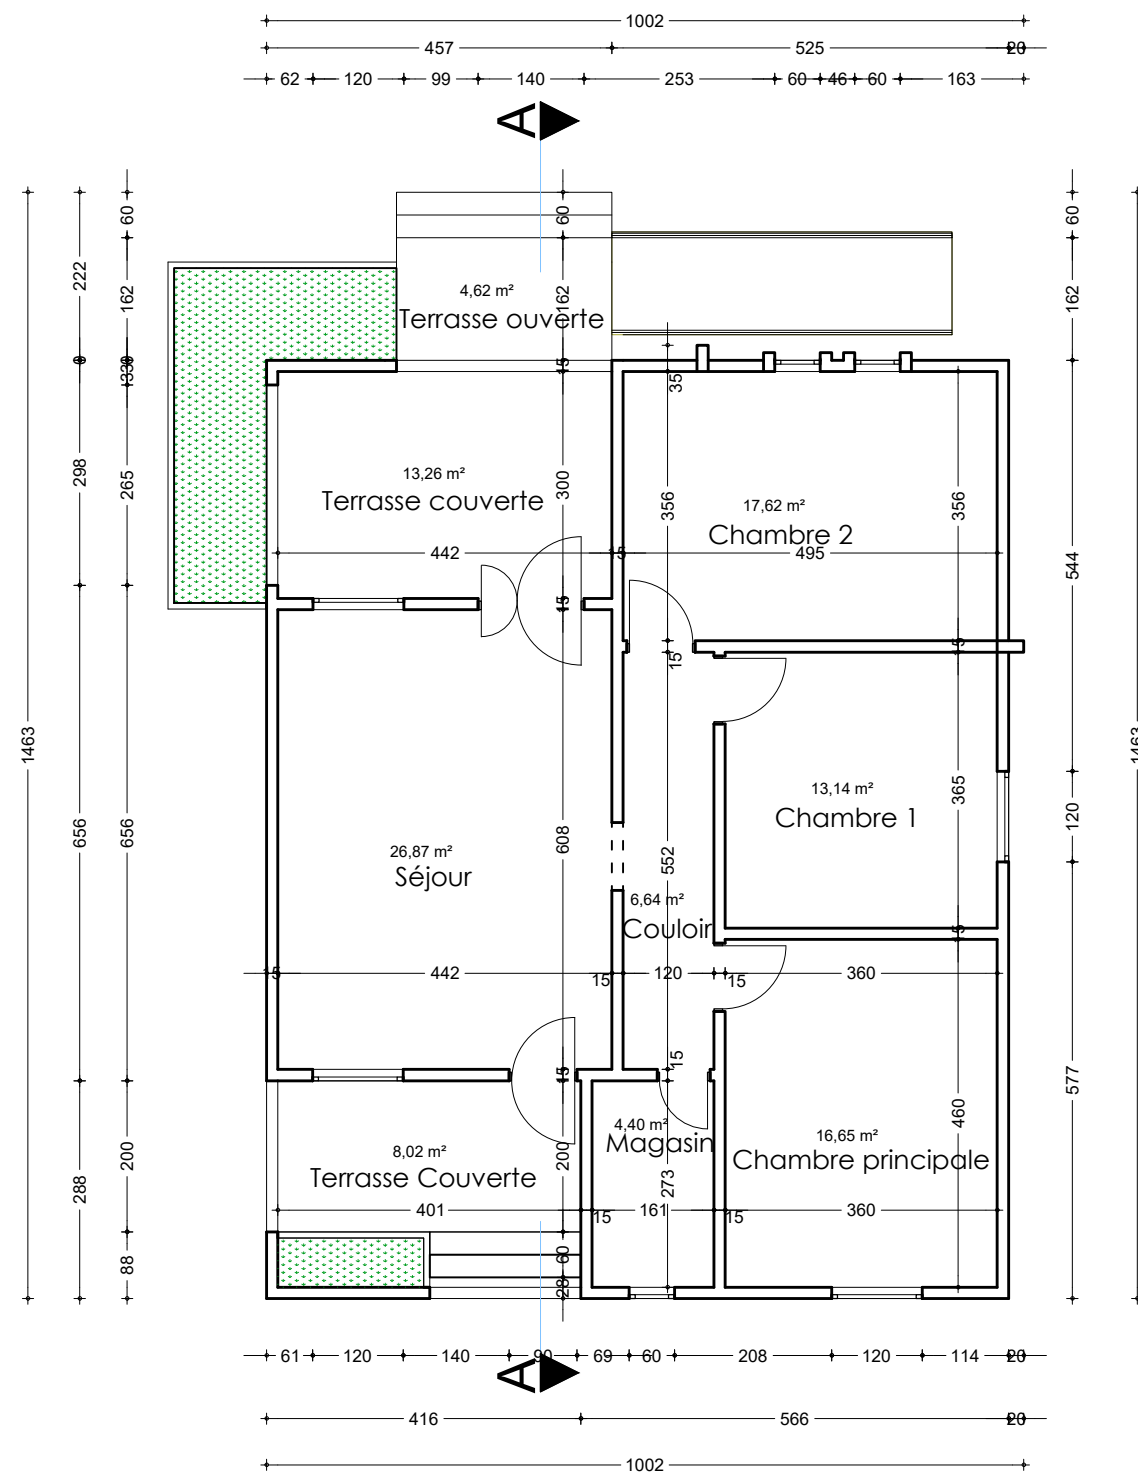 1002
457 525 20
62 120 99 140 253 60 46 60 163
A
60 60 60
222 162 162 162
4,62 m²
Terrasse ouverte
15 35
13,26 m²
Terrasse couverte
298 265 300 356 356
17,62 m²
Chambre 2
442 15 495
544
15 15 15
1463 1463
13,14 m²
Chambre 1
365 120
656 656 608 552
26,87 m²
Séjour
6,64 m²
Couloir
15
15 442 15 120 15 360
15 15
577
460
4,40 m²
Magasin
16,65 m²
Chambre principale
8,02 m²
Terrasse Couverte
288 200 200 273
401 15 161 15 360
88 60 28
61 120 140 90 69 60 208 120 114 20
A
416 566 20
1002